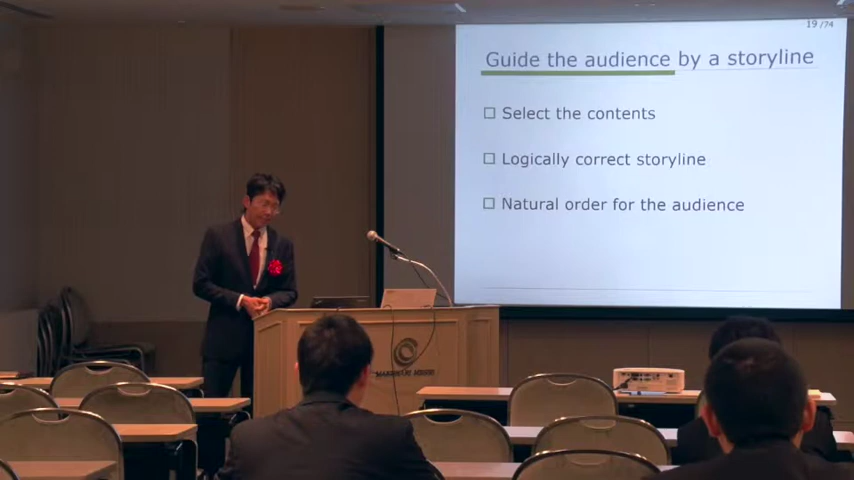 19/74
Guide the audience by a storyline
Select the contents
Logically correct storyline
Natural order for the audience